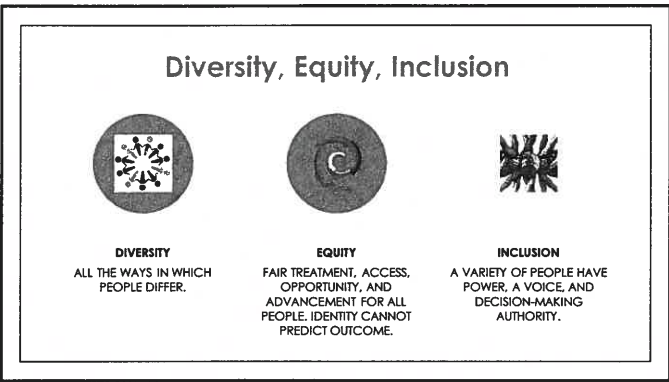 Diversity, Equity, Inclusion
DIVERSITY
ALL THE WAYS IN WHICH
PEOPLE DIFFER.
EQUITY
FAIR TREATMENT, ACCESS,
OPPORTUNITY, AND
ADVANCEMENT FOR ALL
PEOPLE. IDENTITY CANNOT
PREDICT OUTCOME.
INCLUSION
A VARIETY OF PEOPLE HAVE
POWER, A VOICE, AND
DECISION-MAKING
AUTHORITY.